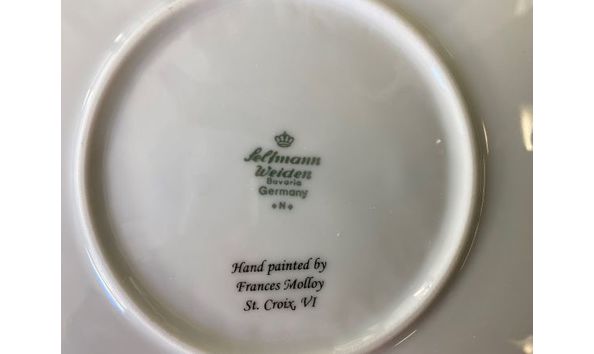 Seltmann
Weiden
Bavaria
Germany
◆N◆
Hand painted by
Frances Molloy
St. Croix, VI